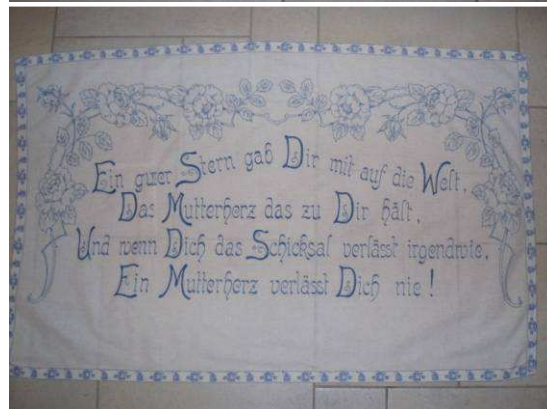 Ein guter Stern gab Dir mit auf die Welt,
Das Mutterherz das zu Dir hält,
Und wenn Dich das Schicksal verlässt irgendwie,
Ein Mutterherz verlässt Dich nie!